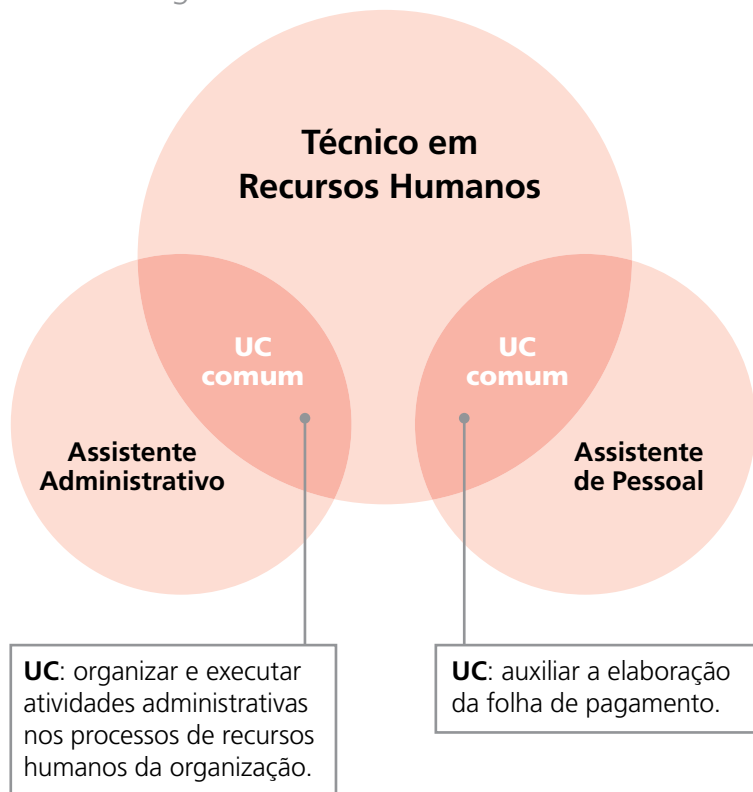 Técnico em
Recursos Humanos
UC
comum
UC
comum
Assistente
Administrativo
Assistente
de Pessoal
UC: organizar e executar
atividades administrativas
nos processos de recursos
humanos da organização.
UC: auxiliar a elaboração
da folha de pagamento.